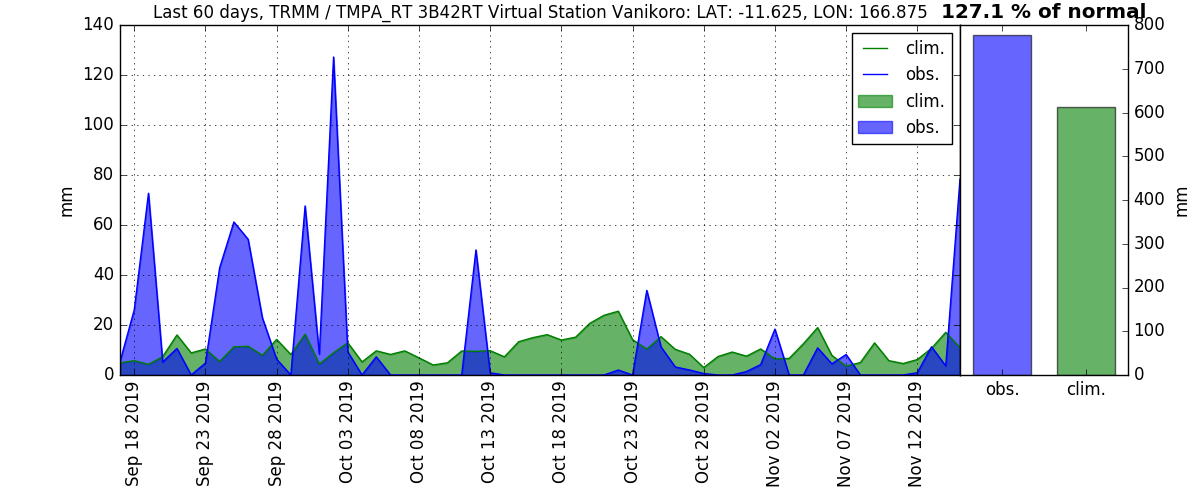 Last 60 days, TRMM / TMPA_RT 3B42RT Virtual Station Vanikoro: LAT: -11.625, LON: 166.875 127.1 % of normal
mm
140
120
100
80
60
40
20
0
clim.
obs.
clim.
obs.
800
700
600
500
400
300
200
100
0
mm
Sep 18 2019
Sep 23 2019
Sep 28 2019
Oct 03 2019
Oct 08 2019
Oct 13 2019
Oct 18 2019
Oct 23 2019
Oct 28 2019
Nov 02 2019
Nov 07 2019
Nov 12 2019
obs.
clim.